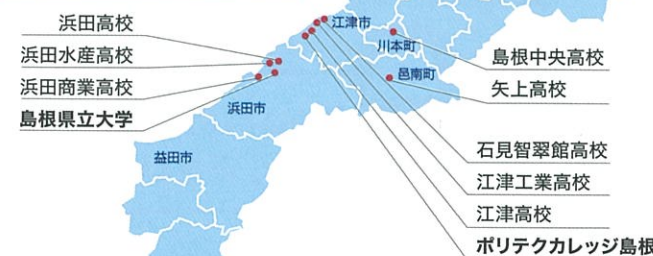 浜田高校
浜田水産高校
浜田商業高校
島根県立大学
江津市
川本町
邑南町
浜田市
益田市
島根中央高校
矢上高校
石見智翠館高校
江津工業高校
江津高校
ポリテクカレッジ島根